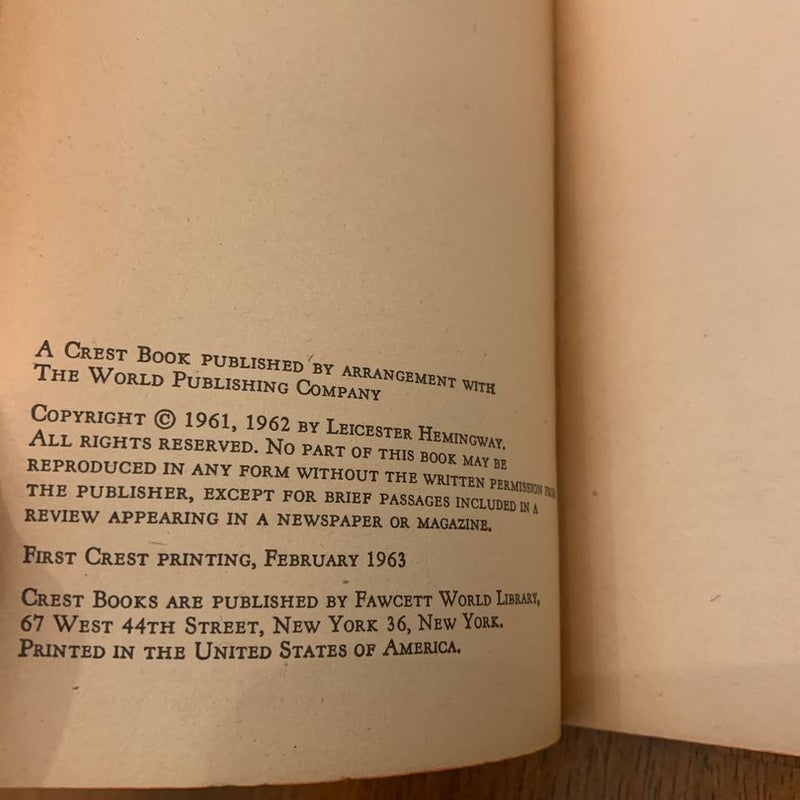 A CREST BOOK PUBLISHED BY ARRANGEMENT WITH
THE WORLD PUBLISHING COMPANY
COPYRIGHT © 1961, 1962 BY LEICESTER HEMINGWAY.
ALL RIGHTS RESERVED. NO PART OF THIS BOOK MAY BE
REPRODUCED IN ANY FORM WITHOUT THE WRITTEN PERMISSION FROM
THE PUBLISHER, EXCEPT FOR BRIEF PASSAGES INCLUDED IN A
REVIEW APPEARING IN A NEWSPAPER OR MAGAZINE.
FIRST CREST PRINTING, FEBRUARY 1963
CREST BOOKS ARE PUBLISHED BY FAWCETT WORLD LIBRARY,
67 WEST 44TH STREET, NEW YORK 36, NEW YORK.
PRINTED IN THE UNITED STATES OF AMERICA.